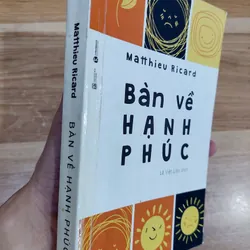 Matthieu Ricard
Bàn về
HẠNH
PHÚC
Matthieu Ricard
BÀN VỀ HẠNH PHÚC